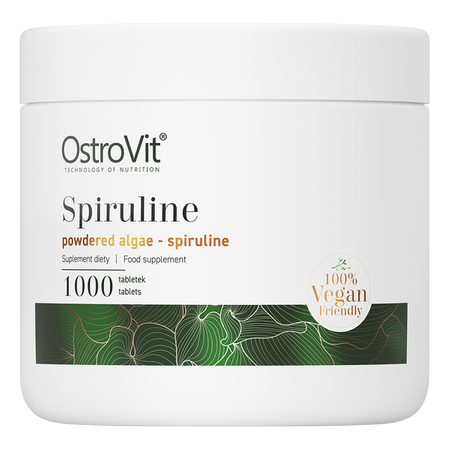 OstroVit®
TECHNOLOGY OF NUTRITION
Spiruline
powdered algae - spiruline
Suplement diety | Food supplement
1000 tabletek
tablets
100%
Vegan
Friendly